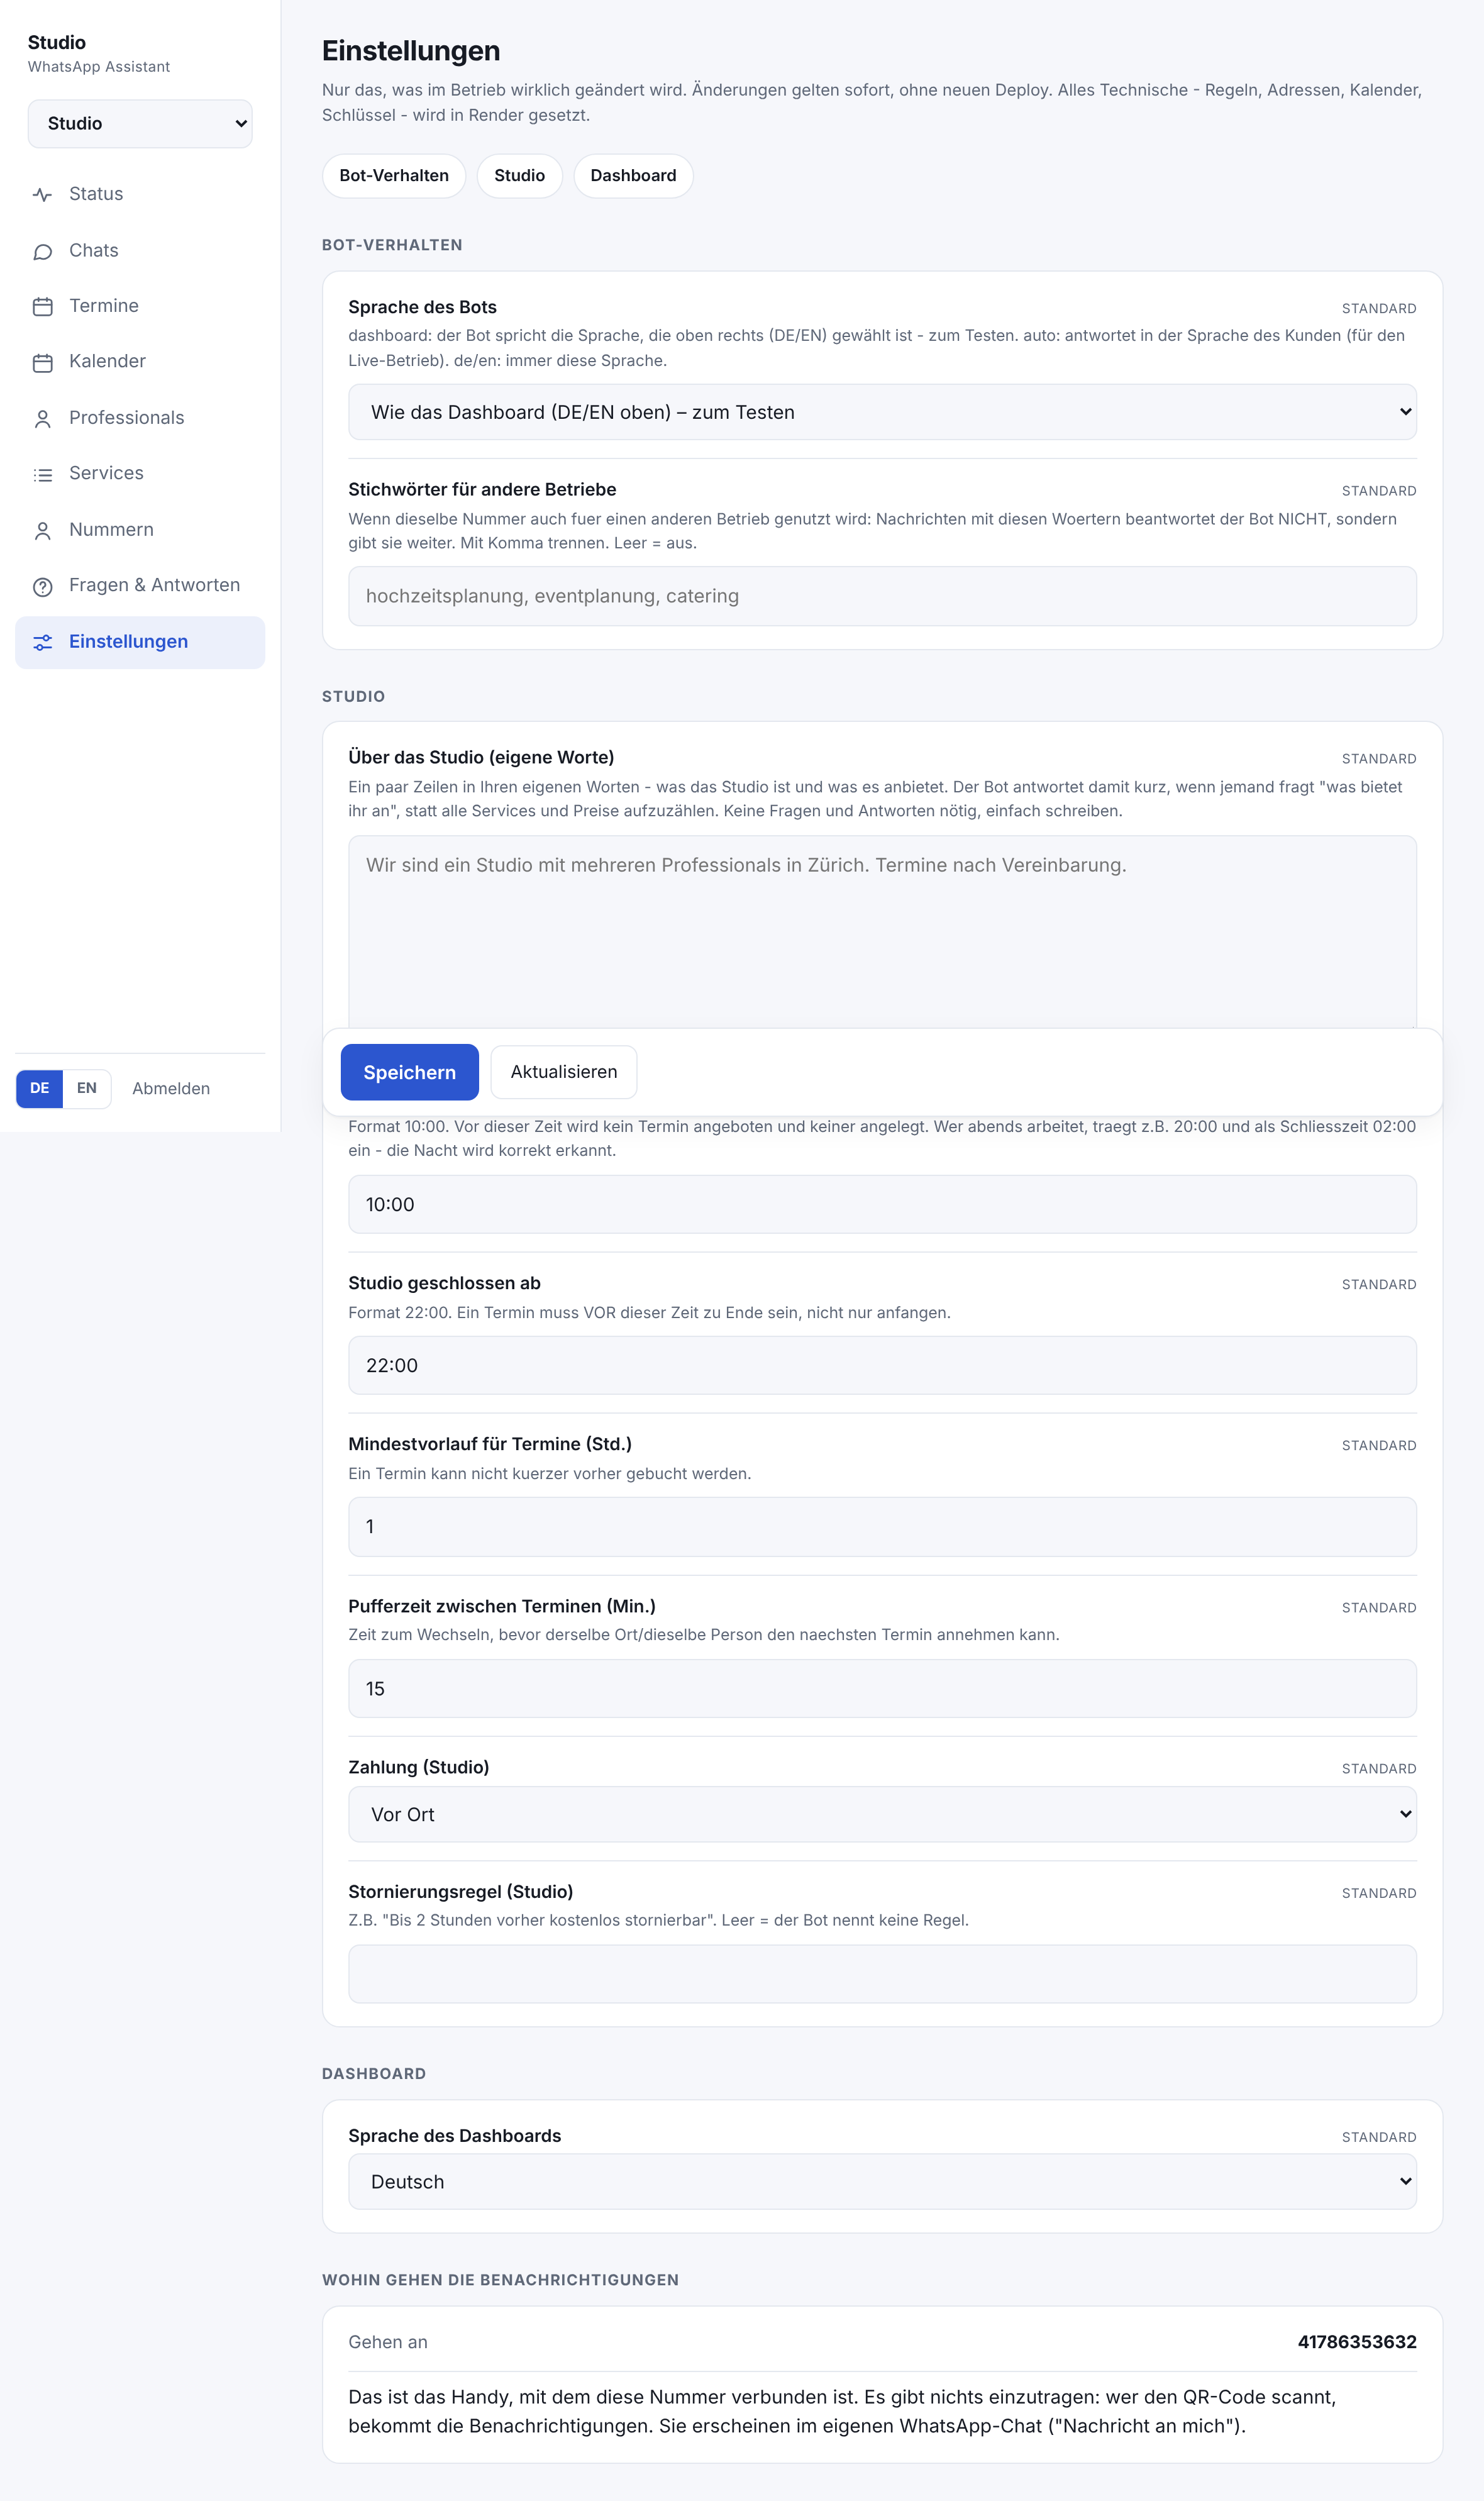 Studio
WhatsApp Assistant
Studio
Status
Chats
Termine
Kalender
Professionals
Services
Nummern
Fragen & Antworten
Einstellungen
DE
EN
Abmelden
Einstellungen
Nur das, was im Betrieb wirklich geändert wird. Änderungen gelten sofort, ohne neuen Deploy. Alles Technische - Regeln, Adressen, Kalender,
Schlüssel - wird in Render gesetzt.
Bot-Verhalten
Studio
Dashboard
BOT-VERHALTEN
Sprache des Bots
STANDARD
dashboard: der Bot spricht die Sprache, die oben rechts (DE/EN) gewählt ist - zum Testen. auto: antwortet in der Sprache des Kunden (für den
Live-Betrieb). de/en: immer diese Sprache.
Wie das Dashboard (DE/EN oben) – zum Testen
Stichwörter für andere Betriebe
STANDARD
Wenn dieselbe Nummer auch fuer einen anderen Betrieb genutzt wird: Nachrichten mit diesen Woertern beantwortet der Bot NICHT, sondern
gibt sie weiter. Mit Komma trennen. Leer = aus.
hochzeitsplanung, eventplanung, catering
STUDIO
Über das Studio (eigene Worte)
STANDARD
Ein paar Zeilen in Ihren eigenen Worten - was das Studio ist und was es anbietet. Der Bot antwortet damit kurz, wenn jemand fragt "was bietet
ihr an", statt alle Services und Preise aufzuzählen. Keine Fragen und Antworten nötig, einfach schreiben.
Wir sind ein Studio mit mehreren Professionals in Zürich. Termine nach Vereinbarung.
Speichern
Aktualisieren
Format 10:00. Vor dieser Zeit wird kein Termin angeboten und keiner angelegt. Wer abends arbeitet, traegt z.B. 20:00 und als Schliesszeit 02:00
ein - die Nacht wird korrekt erkannt.
10:00
Studio geschlossen ab
STANDARD
Format 22:00. Ein Termin muss VOR dieser Zeit zu Ende sein, nicht nur anfangen.
22:00
Mindestvorlauf für Termine (Std.)
STANDARD
Ein Termin kann nicht kuerzer vorher gebucht werden.
1
Pufferzeit zwischen Terminen (Min.)
STANDARD
Zeit zum Wechseln, bevor derselbe Ort/dieselbe Person den naechsten Termin annehmen kann.
15
Zahlung (Studio)
STANDARD
Vor Ort
Stornierungsregel (Studio)
STANDARD
Z.B. "Bis 2 Stunden vorher kostenlos stornierbar". Leer = der Bot nennt keine Regel.
DASHBOARD
Sprache des Dashboards
STANDARD
Deutsch
WOHIN GEHEN DIE BENACHRICHTIGUNGEN
Gehen an
41786353632
Das ist das Handy, mit dem diese Nummer verbunden ist. Es gibt nichts einzutragen: wer den QR-Code scannt,
bekommt die Benachrichtigungen. Sie erscheinen im eigenen WhatsApp-Chat ("Nachricht an mich").